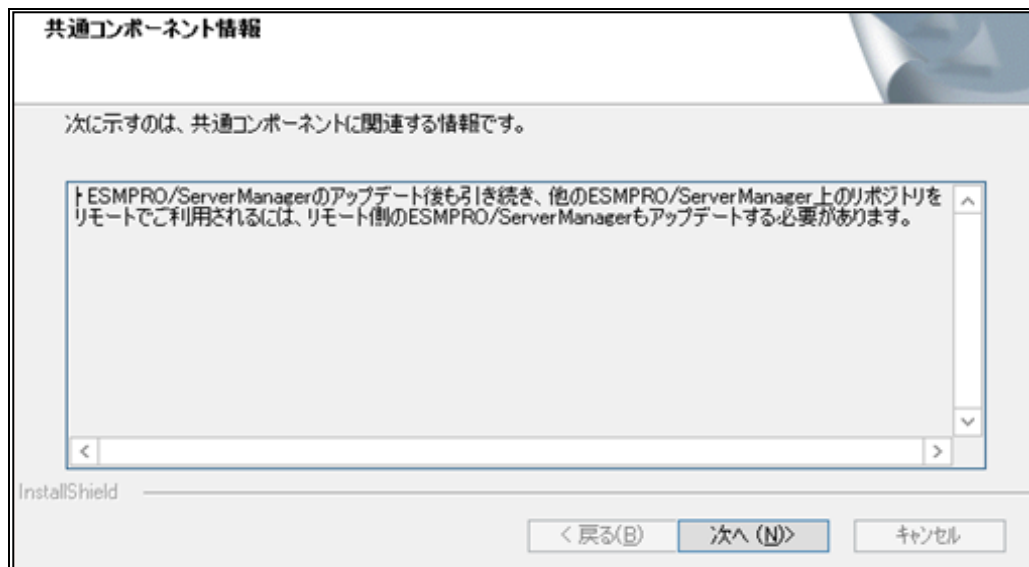 共通コンポーネント情報
次に示すのは、共通コンポーネントに関連する情報です。
ESMPRO/ServerManagerのアップデート後も引き続き、他のESMPRO/ServerManager上のリポジトリを
リモートでご利用されるには、リモート側のESMPRO/ServerManagerもアップデートする必要があります。
InstallShield
< 戻る(B)
次へ (N)>
キャンセル